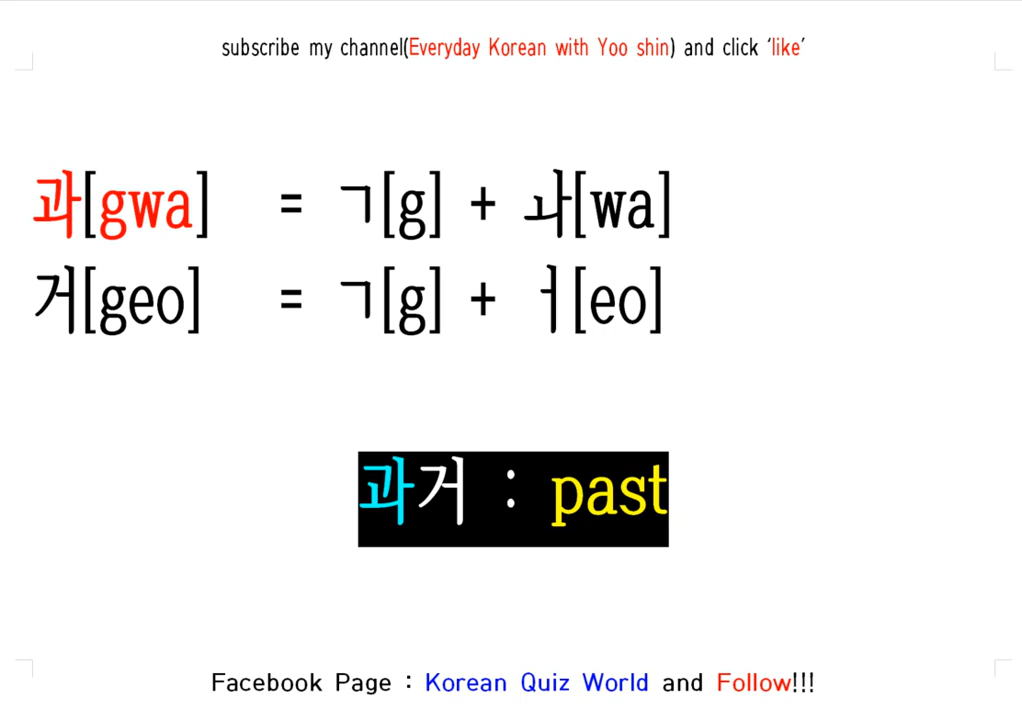 subscribe my channel(Everyday Korean with Yoo shin) and click ‘like’
과[gwa] = ㄱ[g] + ㅘ[wa]
거[geo] = ㄱ[g] + ㅓ[eo]
과거 : past
Facebook Page : Korean Quiz World and Follow!!!